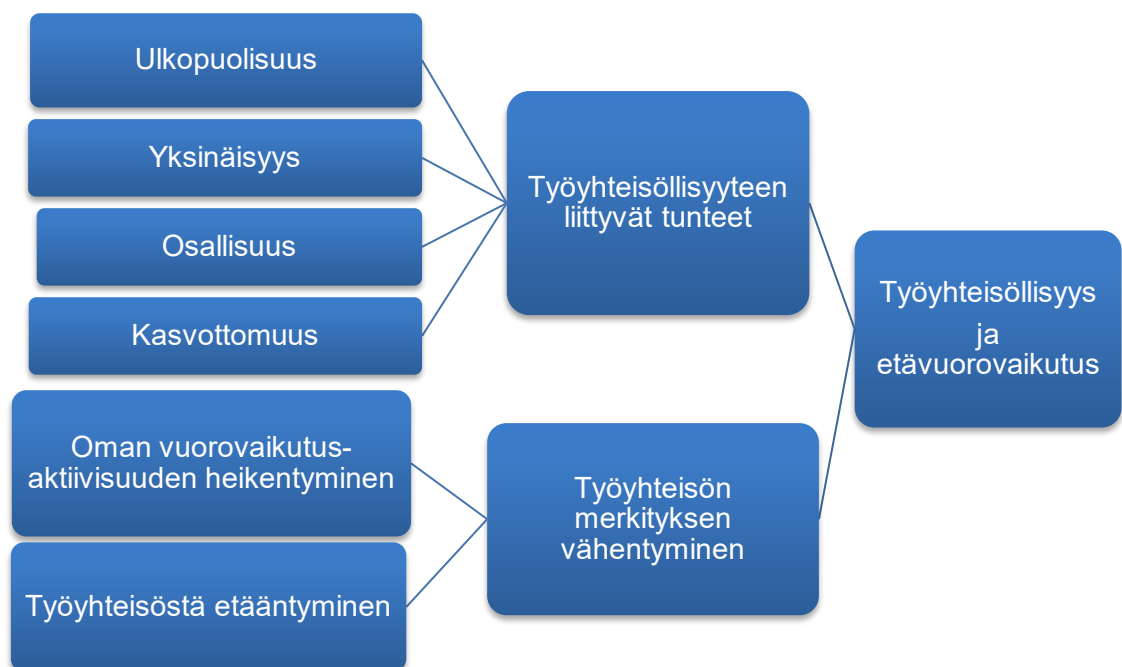 Ulkopuolisuus
Yksinäisyys
Osallisuus
Kasvottomuus
Oman vuorovaikutus-
aktiivisuuden heikentyminen
Työyhteisöstä etääntyminen
Työyhteisöllisyyteen
liittyvät tunteet
Työyhteisön
merkityksen
vähentyminen
Työyhteisöllisyys
ja
etävuorovaikutus